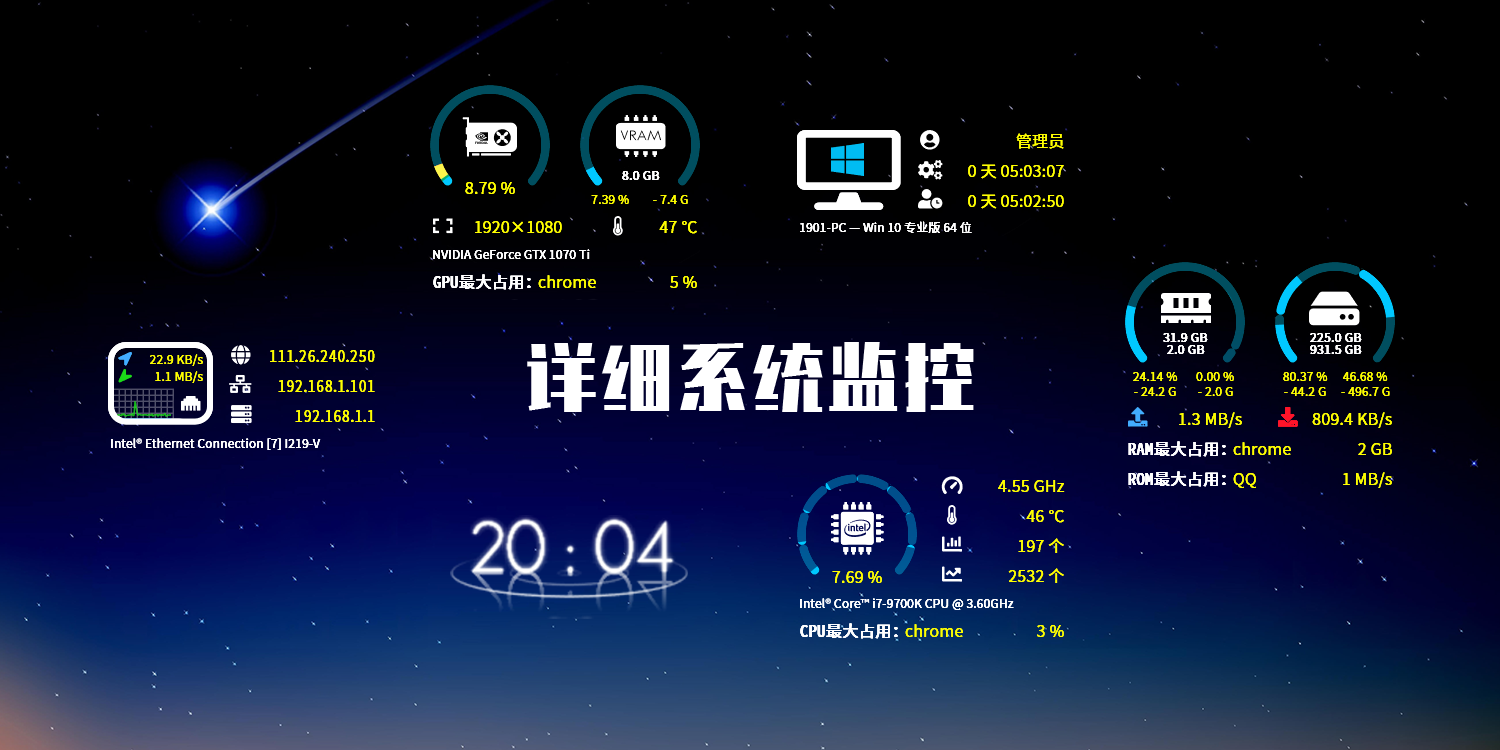 VRAM
8.0 GB
8.79 %
7.39 %
- 7.4 G
1920×1080
47 ℃
NVIDIA GeForce GTX 1070 Ti
GPU最大占用：chrome
5 %
管理员
0 天 05:03:07
0 天 05:02:50
1901-PC — Win 10 专业版 64 位
22.9 KB/s
1.1 MB/s
111.26.240.250
192.168.1.101
192.168.1.1
Intel® Ethernet Connection [7] I219-V
详细系统监控
31.9 GB
2.0 GB
24.14 %
0.00 %
- 24.2 G
- 2.0 G
225.0 GB
931.5 GB
80.37 %
46.68 %
- 44.2 G
- 496.7 G
1.3 MB/s
809.4 KB/s
RAM最大占用：chrome
2 GB
ROM最大占用：QQ
1 MB/s
20 : 04
intel
7.69 %
4.55 GHz
46 ℃
197 个
2532 个
Intel® Core™ i7-9700K CPU @ 3.60GHz
CPU最大占用：chrome
3 %